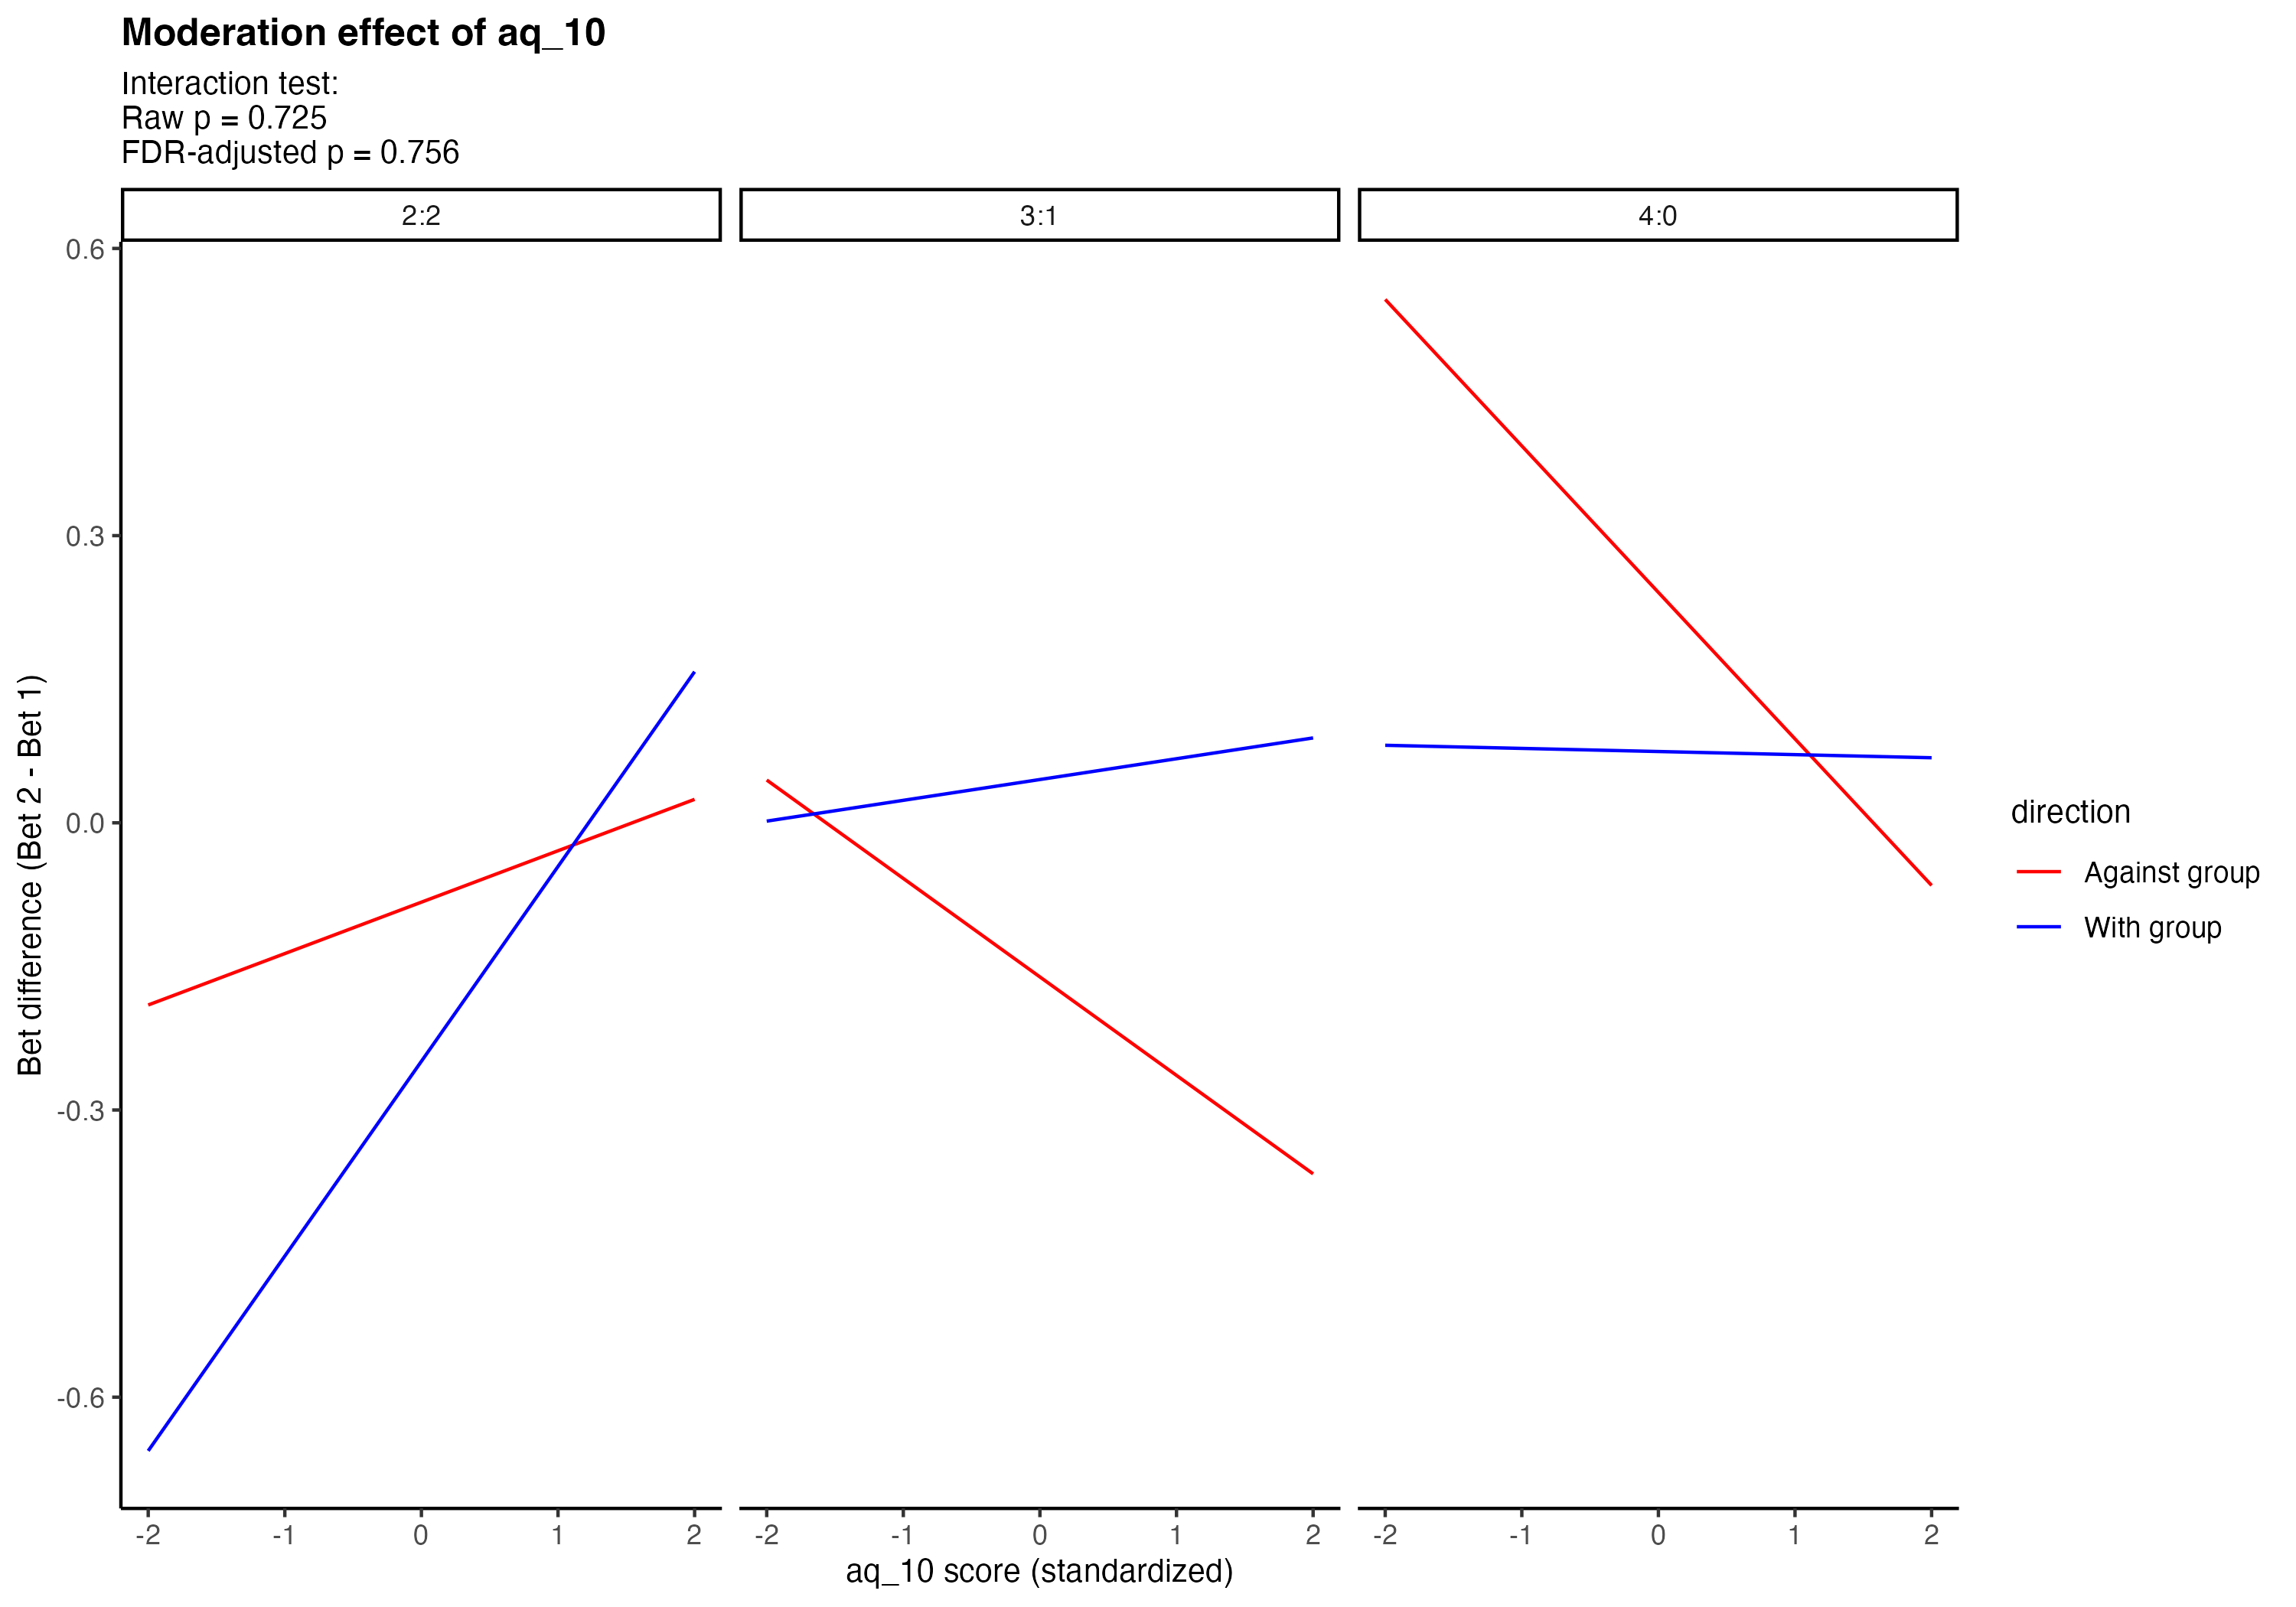 Moderation effect of aq_10
Interaction test:
Raw p = 0.725
FDR-adjusted p = 0.756
2:2
3:1
4:0
0.6
0.3
0.0
-0.3
-0.6
Bet difference (Bet 2 - Bet 1)
-2 -1 0 1 2
-2 -1 0 1 2
-2 -1 0 1 2
aq_10 score (standardized)
direction
Against group
With group